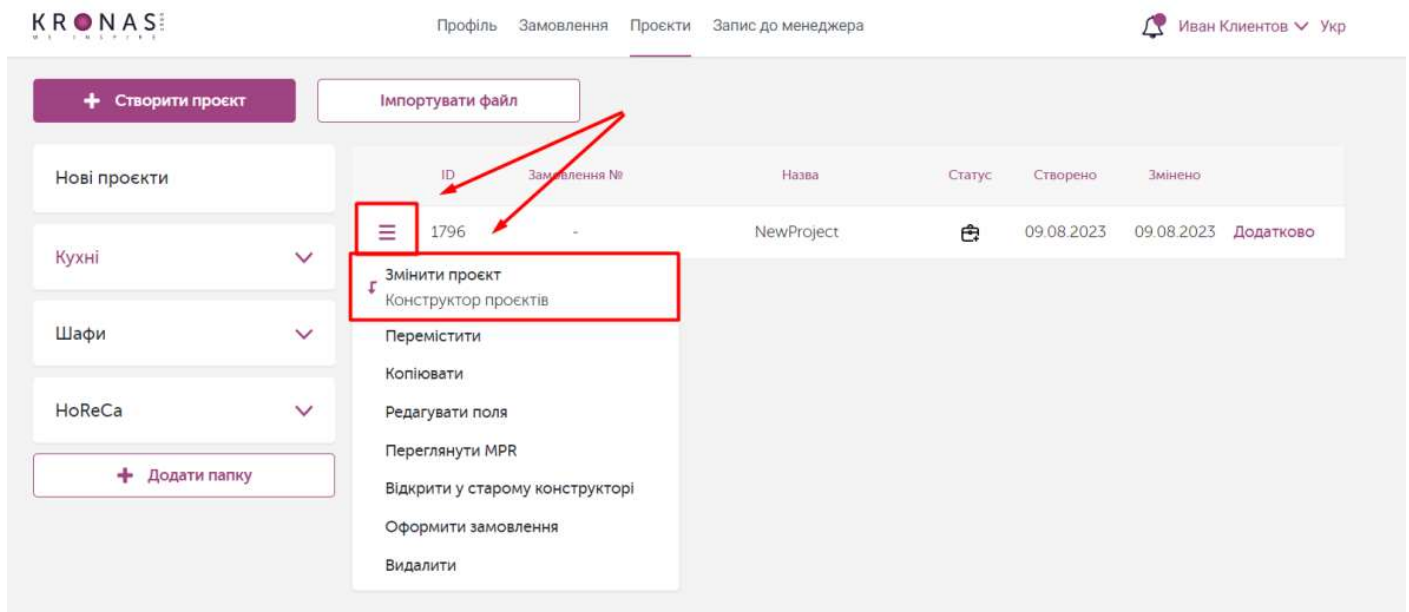 KRONAS
WE INSPIRE
Профіль Замовлення Проєкти Запис до менеджера
Иван Клиентов Укр
+ Створити проєкт
Імпортувати файл
Нові проєкти
Кухні
Шафи
HoReCa
+ Додати папку
ID Замовлення № Назва Статус Створено Змінено
1796 - NewProject 09.08.2023 09.08.2023 Додатково
Змінити проєкт
Конструктор проєктів
Перемістити
Копіювати
Редагувати поля
Переглянути MPR
Відкрити у старому конструкторі
Оформити замовлення
Видалити